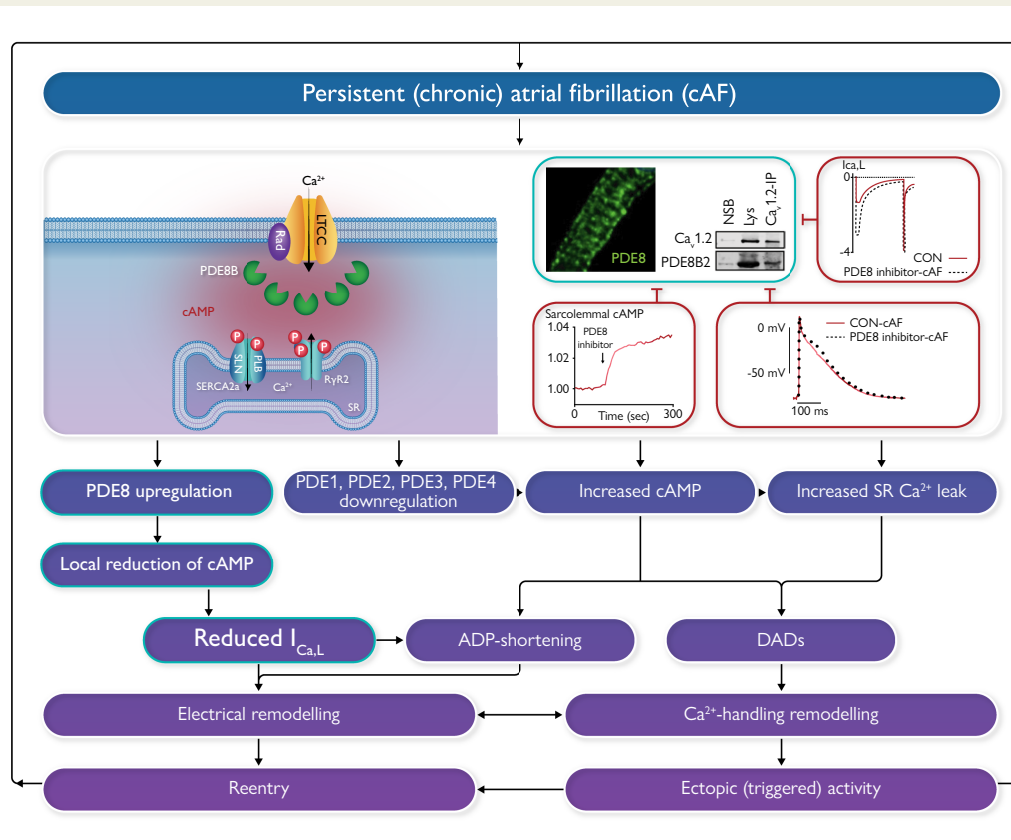 Persistent (chronic) atrial fibrillation (cAF)
Ca²⁺
LTCC
Rad
PDE8B
cAMP
P
P
P
P
P
SLN
PLB
SERCA2a
Ca²⁺
RyR2
SR
PDE8
NSB
Lys
Caᵥ1.2-IP
Caᵥ1.2
PDE8B2
Ica,L
0
-4
CON
PDE8 inhibitor-cAF
Sarcolemmal cAMP
1.04
1.02
1.00
PDE8
inhibitor
0
Time (sec)
300
0 mV
-50 mV
CON-cAF
PDE8 inhibitor-cAF
100 ms
PDE8 upregulation
PDE1, PDE2, PDE3, PDE4
downregulation
Increased cAMP
Increased SR Ca²⁺ leak
Local reduction of cAMP
Reduced I Ca,L
ADP-shortening
DADs
Electrical remodelling
Ca²⁺-handling remodelling
Reentry
Ectopic (triggered) activity